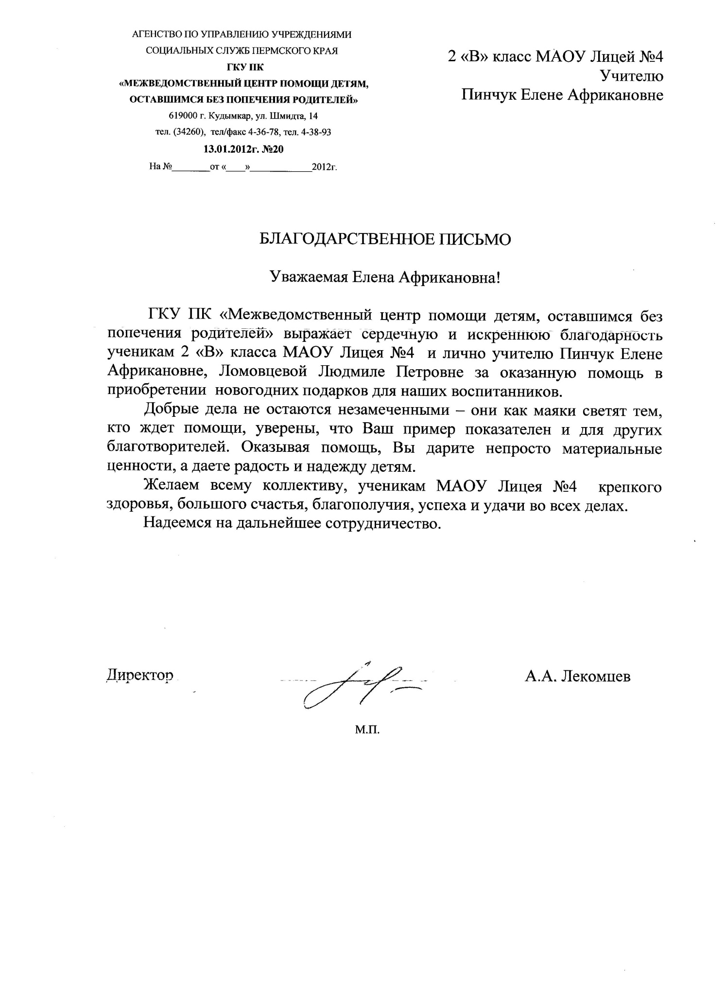 АГЕНСТВО ПО УПРАВЛЕНИЮ УЧРЕЖДЕНИЯМИ
СОЦИАЛЬНЫХ СЛУЖБ ПЕРМСКОГО КРАЯ
ГКУ ПК
«МЕЖВЕДОМСТВЕННЫЙ ЦЕНТР ПОМОЩИ ДЕТЯМ,
ОСТАВШИМСЯ БЕЗ ПОПЕЧЕНИЯ РОДИТЕЛЕЙ»
619000 г. Кудымкар, ул. Шмидта, 14
тел. (34260), тел/факс 4-36-78, тел. 4-38-93
13.01.2012г. №20
На №________от «____»_____________2012г.
2 «В» класс МАОУ Лицей №4
Учителю
Пинчук Елене Африкановне
БЛАГОДАРСТВЕННОЕ ПИСЬМО
Уважаемая Елена Африкановна!
ГКУ ПК «Межведомственный центр помощи детям, оставшимся без
попечения родителей» выражает сердечную и искреннюю благодарность
ученикам 2 «В» класса МАОУ Лицея №4 и лично учителю Пинчук Елене
Африкановне, Ломовцевой Людмиле Петровне за оказанную помощь в
приобретении новогодних подарков для наших воспитанников.
Добрые дела не остаются незамеченными – они как маяки светят тем,
кто ждет помощи, уверены, что Ваш пример показателен и для других
благотворителей. Оказывая помощь, Вы дарите непросто материальные
ценности, а даете радость и надежду детям.
Желаем всему коллективу, ученикам МАОУ Лицея №4 крепкого
здоровья, большого счастья, благополучия, успеха и удачи во всех делах.
Надеемся на дальнейшее сотрудничество.
Директор А.А. Лекомцев
М.П.